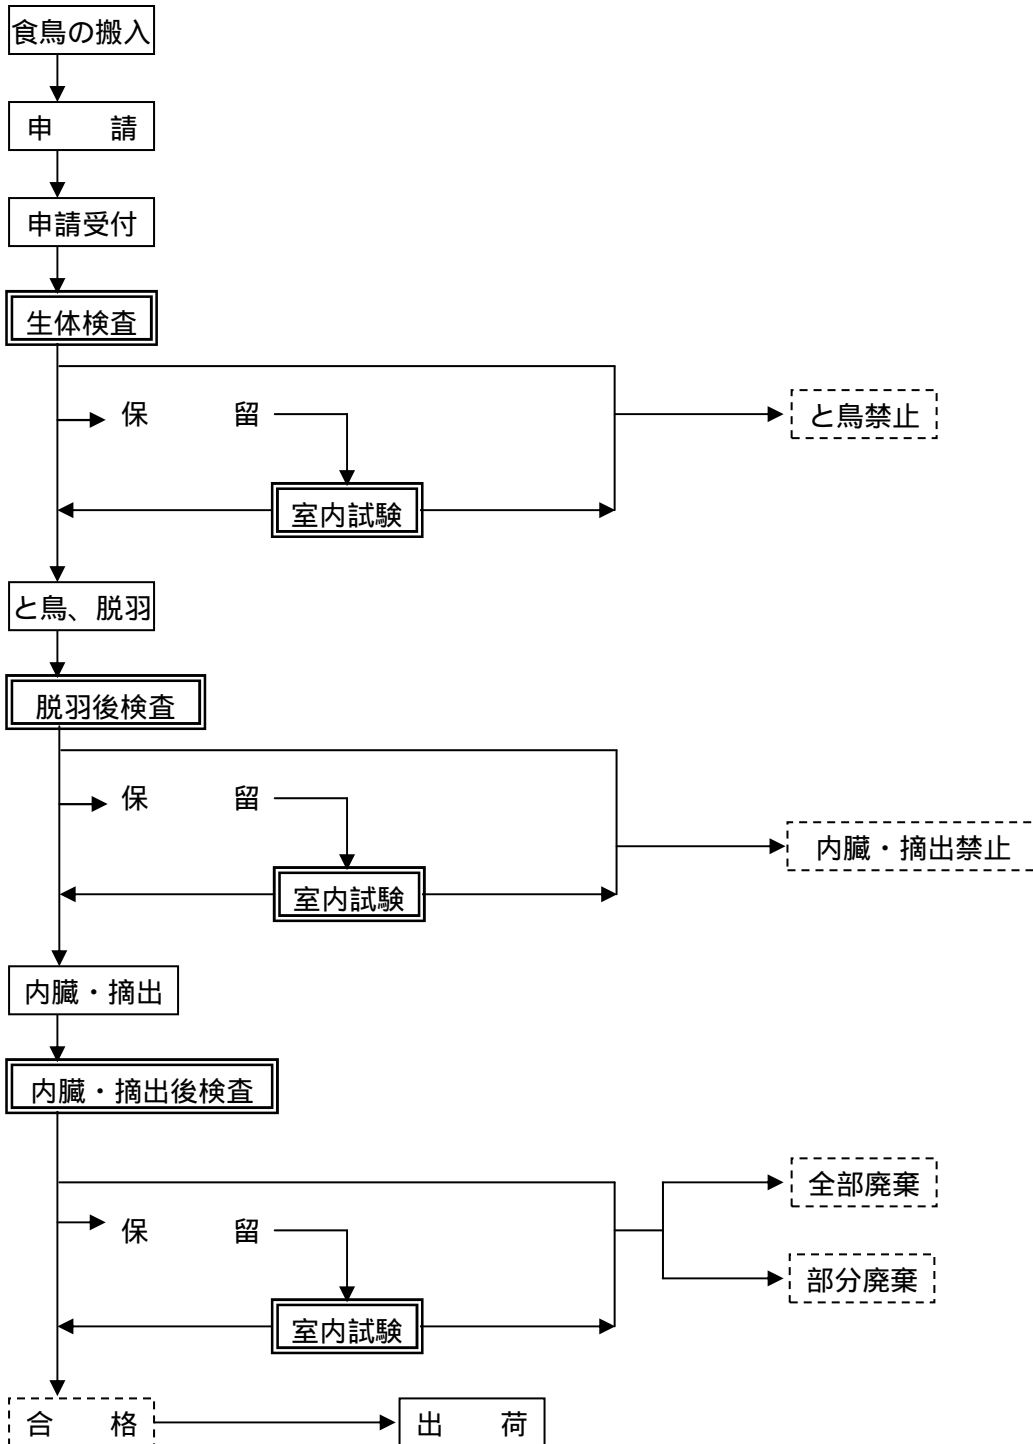 食鳥の搬入
申　　請
申請受付
生体検査
保　　　留
と鳥禁止
室内試験
と鳥、脱羽
脱羽後検査
保　　　留
内臓・摘出禁止
室内試験
内臓・摘出
内臓・摘出後検査
全部廃棄
保　　　留
部分廃棄
室内試験
合　　格
出　　荷